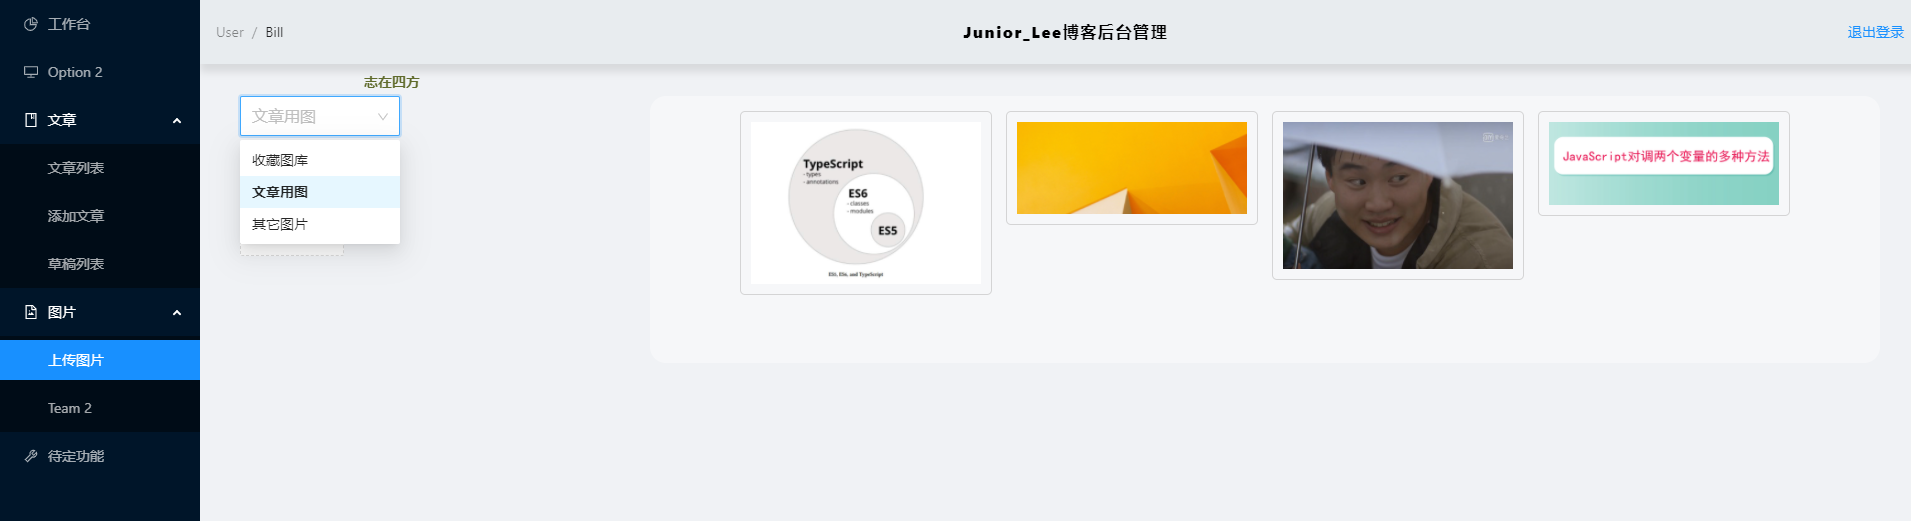 工作台
Option 2
文章
文章列表
添加文章
草稿列表
图片
上传图片
Team 2
待定功能
User / Bill
Junior_Lee博客后台管理
退出登录
志在四方
文章用图
收藏图库
文章用图
其它图片
TypeScript
- types
- annotations
ES6
- classes
- modules
ES5
ES5, ES6, and TypeScript
JavaScript对调两个变量的多种方法